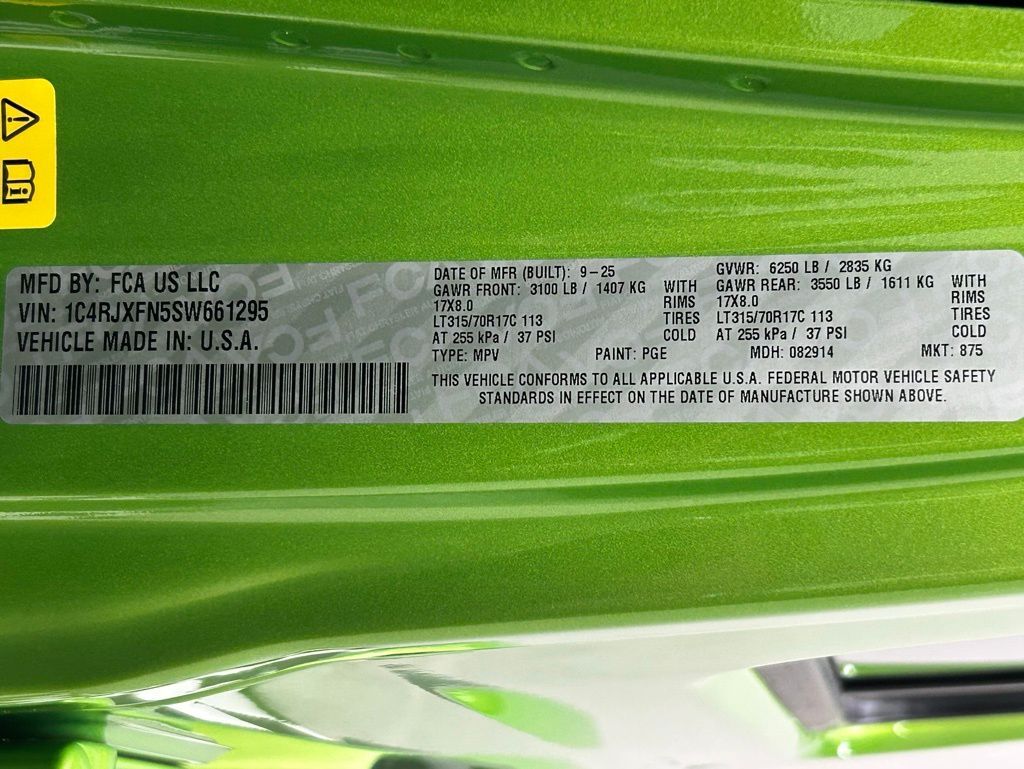 MFD BY: FCA US LLC
VIN: 1C4RJXFN5SW661295
VEHICLE MADE IN: U.S.A.
DATE OF MFR (BUILT): 9-25
GAWR FRONT: 3100 LB / 1407 KG WITH
17X8.0 RIMS
LT315/70R17C 113 TIRES
AT 255 kPa / 37 PSI COLD
GVWR: 6250 LB / 2835 KG
GAWR REAR: 3550 LB / 1611 KG WITH
17X8.0 RIMS
LT315/70R17C 113 TIRES
AT 255 kPa / 37 PSI COLD
TYPE: MPV PAINT: PGE MDH: 082914 MKT: 875
THIS VEHICLE CONFORMS TO ALL APPLICABLE U.S.A. FEDERAL MOTOR VEHICLE SAFETY
STANDARDS IN EFFECT ON THE DATE OF MANUFACTURE SHOWN ABOVE.